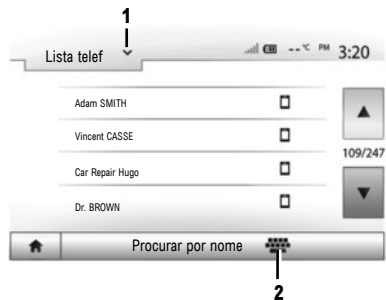 1
Lista telef --°C PM 3:20
Adam SMITH
Vincent CASSE
109/247
Car Repair Hugo
Dr. BROWN
Procurar por nome
2